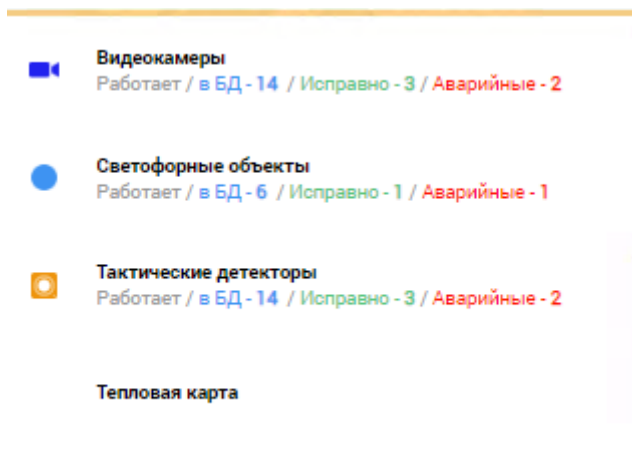 Видеокамеры
Работает / в БД - 14 / Исправно - 3 / Аварийные - 2
Светофорные объекты
Работает / в БД - 6 / Исправно - 1 / Аварийные - 1
Тактические детекторы
Работает / в БД - 14 / Исправно - 3 / Аварийные - 2
Тепловая карта